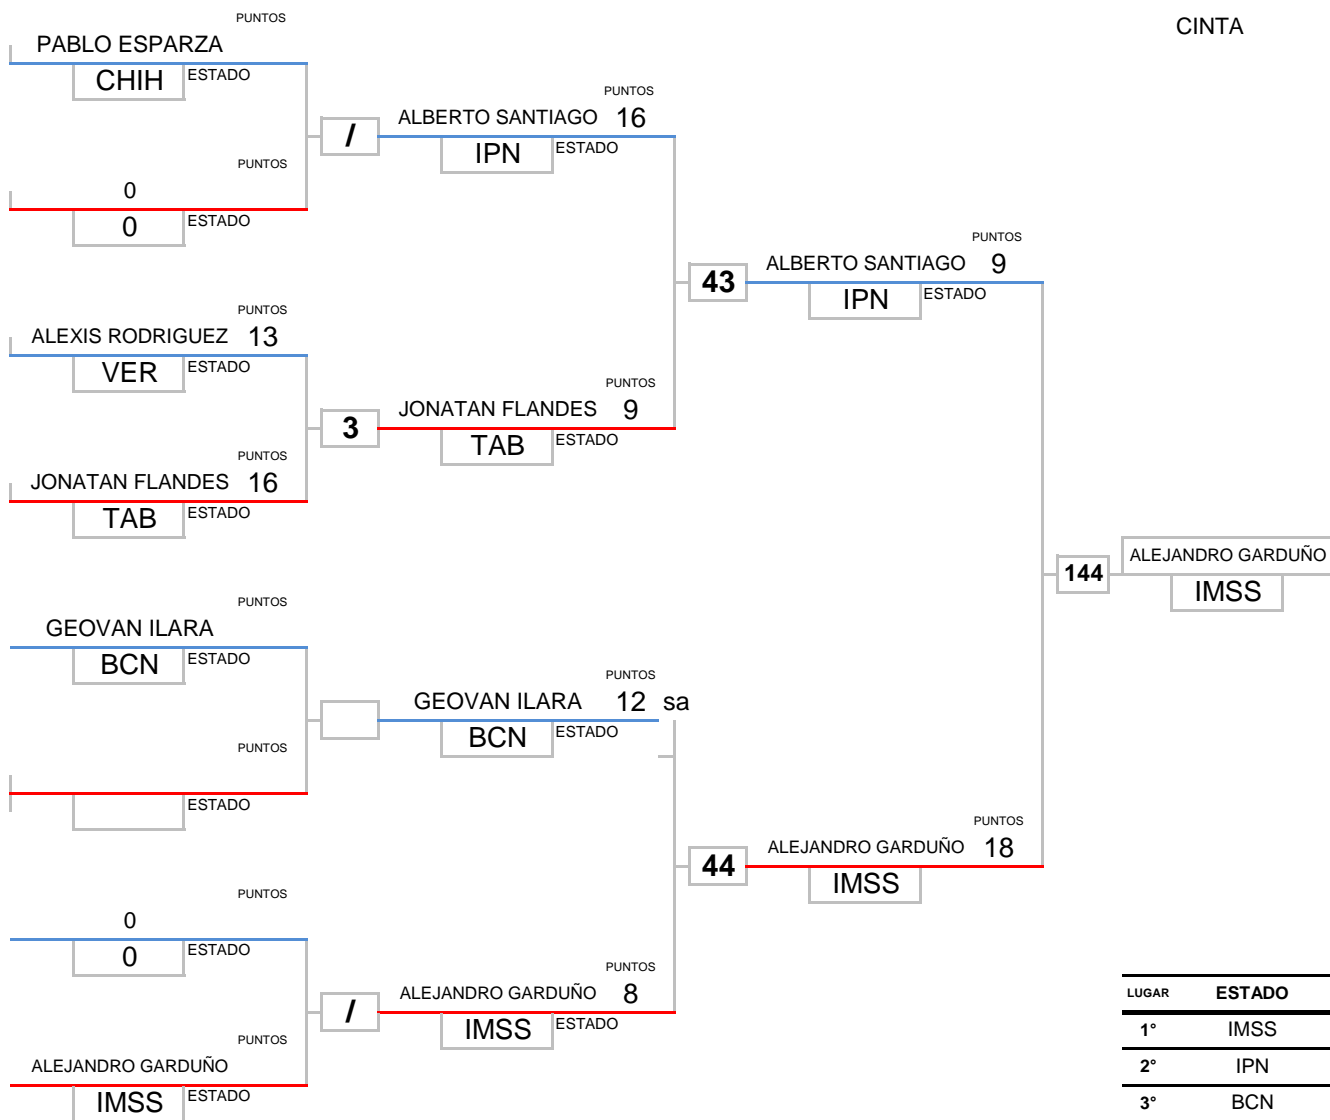 PUNTOS
CINTA
PABLO ESPARZA
CHIH ESTADO
PUNTOS
ALBERTO SANTIAGO 16
/
IPN ESTADO
PUNTOS
0
0 ESTADO
PUNTOS
ALBERTO SANTIAGO 9
43
IPN ESTADO
PUNTOS
ALEXIS RODRIGUEZ 13
VER ESTADO
PUNTOS
JONATAN FLANDES 9
3
TAB ESTADO
PUNTOS
JONATAN FLANDES 16
TAB ESTADO
ALEJANDRO GARDUÑO
144
IMSS
PUNTOS
GEOVAN ILARA
BCN ESTADO
PUNTOS
GEOVAN ILARA 12 sa
BCN ESTADO
PUNTOS
ESTADO
PUNTOS
ALEJANDRO GARDUÑO 18
44
IMSS
PUNTOS
0
0 ESTADO
PUNTOS
ALEJANDRO GARDUÑO 8
/
IMSS ESTADO
PUNTOS
ALEJANDRO GARDUÑO
IMSS ESTADO
LUGAR ESTADO
1° IMSS
2° IPN
3° BCN